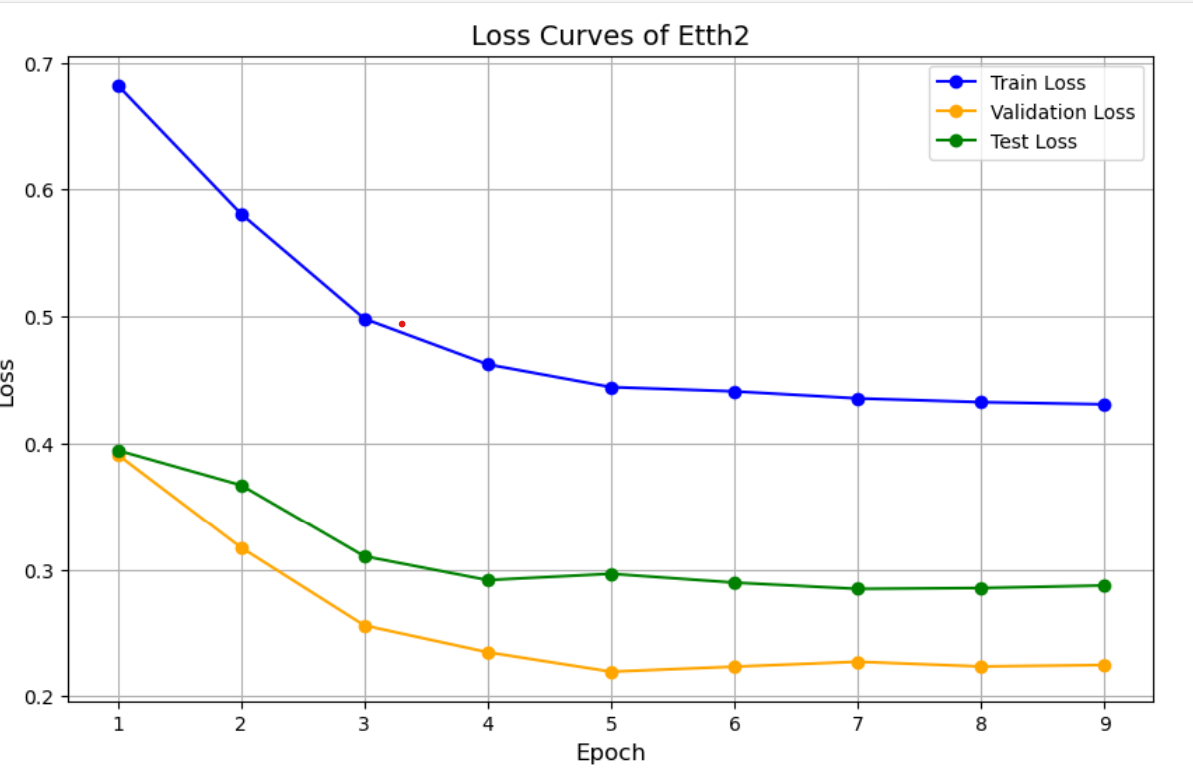 Loss Curves of Etth2
Train Loss
Validation Loss
Test Loss
0.7
0.6
0.5
0.4
0.3
0.2
Loss
1 2 3 4 5 6 7 8 9
Epoch